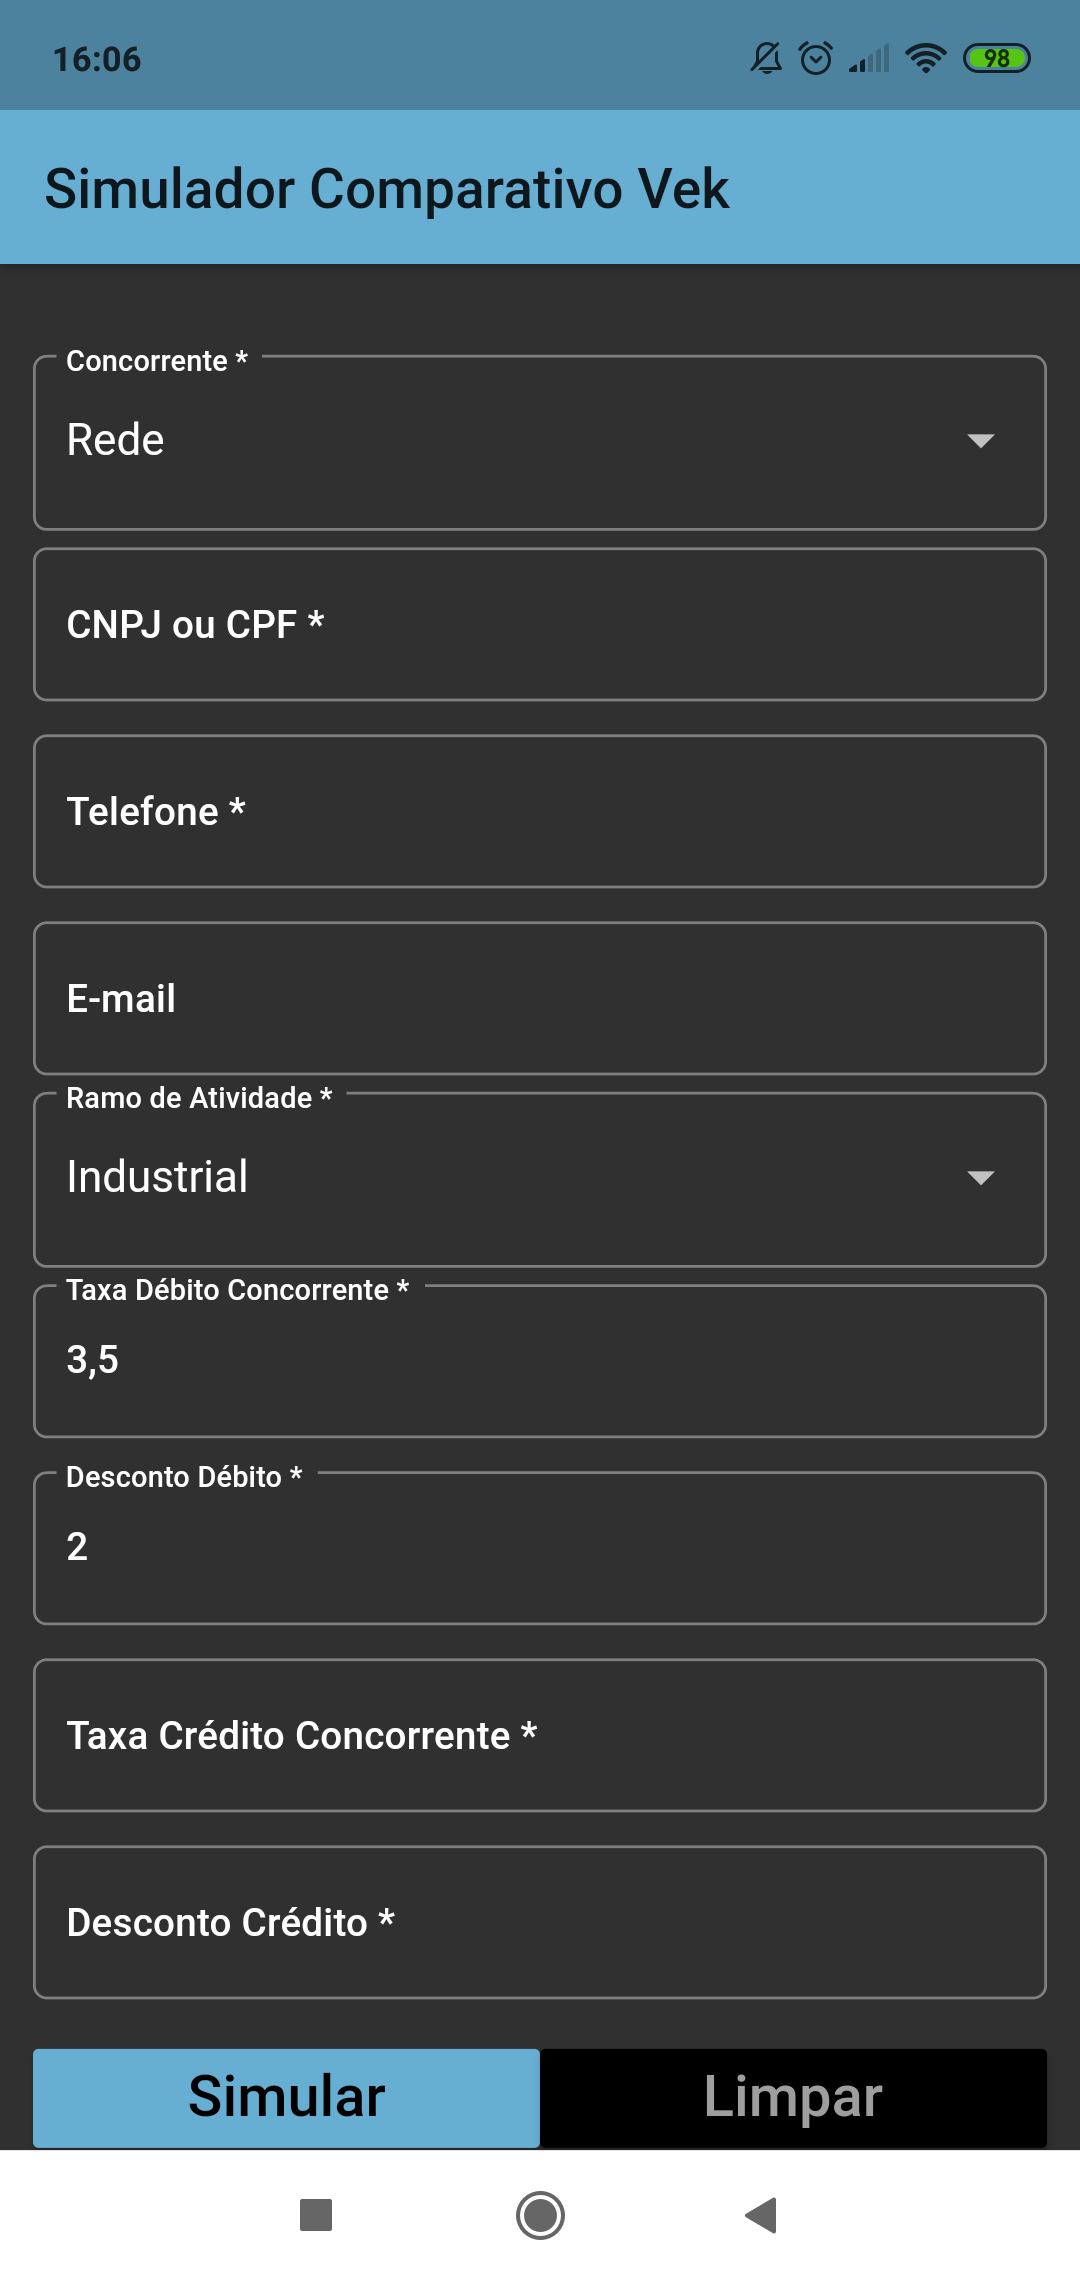 16:06
98
Simulador Comparativo Vek
Concorrente *
Rede
CNPJ ou CPF *
Telefone *
E-mail
Ramo de Atividade *
Industrial
Taxa Débito Concorrente *
3,5
Desconto Débito *
2
Taxa Crédito Concorrente *
Desconto Crédito *
Simular
Limpar